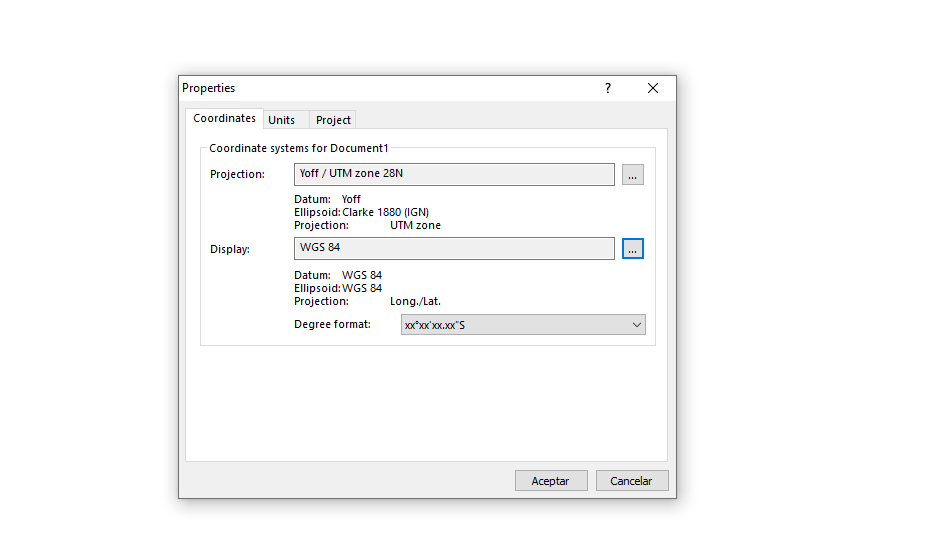 Properties
?
Coordinates Units Project
Coordinate systems for Document1
Projection: Yoff / UTM zone 28N ...
Datum: Yoff
Ellipsoid: Clarke 1880 (IGN)
Projection: UTM zone
Display: WGS 84 ...
Datum: WGS 84
Ellipsoid: WGS 84
Projection: Long./Lat.
Degree format: xx°xx'xx.xx"S
Aceptar Cancelar